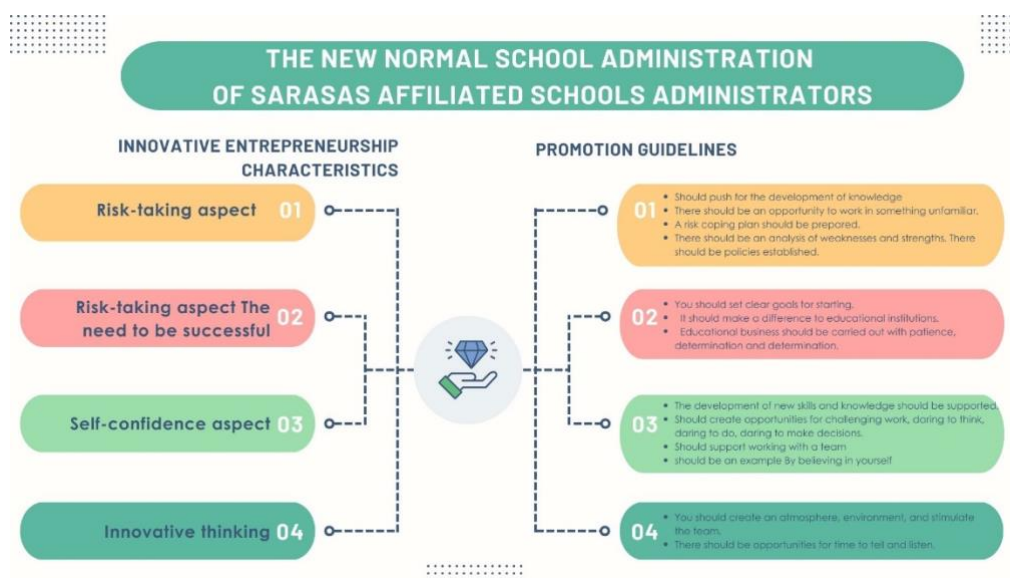 THE NEW NORMAL SCHOOL ADMINISTRATION
OF SARASAS AFFILIATED SCHOOLS ADMINISTRATORS
INNOVATIVE ENTREPRENEURSHIP
CHARACTERISTICS
Risk-taking aspect 01
Risk-taking aspect The
need to be successful 02
Self-confidence aspect 03
Innovative thinking 04
PROMOTION GUIDELINES
01
• Should push for the development of knowledge
• There should be an opportunity to work in something unfamiliar.
• A risk coping plan should be prepared.
• There should be an analysis of weaknesses and strengths. There
should be policies established.
02
• You should set clear goals for starting.
• It should make a difference to educational institutions.
• Educational business should be carried out with patience,
determination and determination.
03
• The development of new skills and knowledge should be supported.
• Should create opportunities for challenging work, daring to think,
daring to do, daring to make decisions.
• Should support working with a team
• should be an example By believing in yourself
04
• You should create an atmosphere, environment, and stimulate
the team.
• There should be opportunities for time to tell and listen.